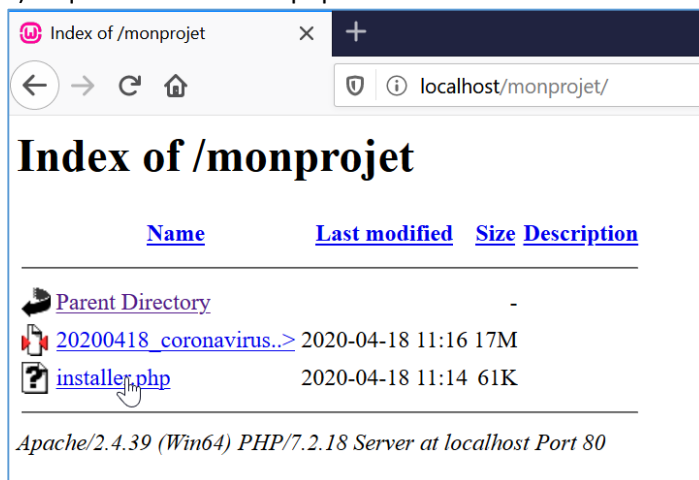 Index of /monprojet
localhost/monprojet/
Index of /monprojet
Name Last modified Size Description
Parent Directory -
20200418_coronavirus..> 2020-04-18 11:16 17M
installer.php 2020-04-18 11:14 61K
Apache/2.4.39 (Win64) PHP/7.2.18 Server at localhost Port 80